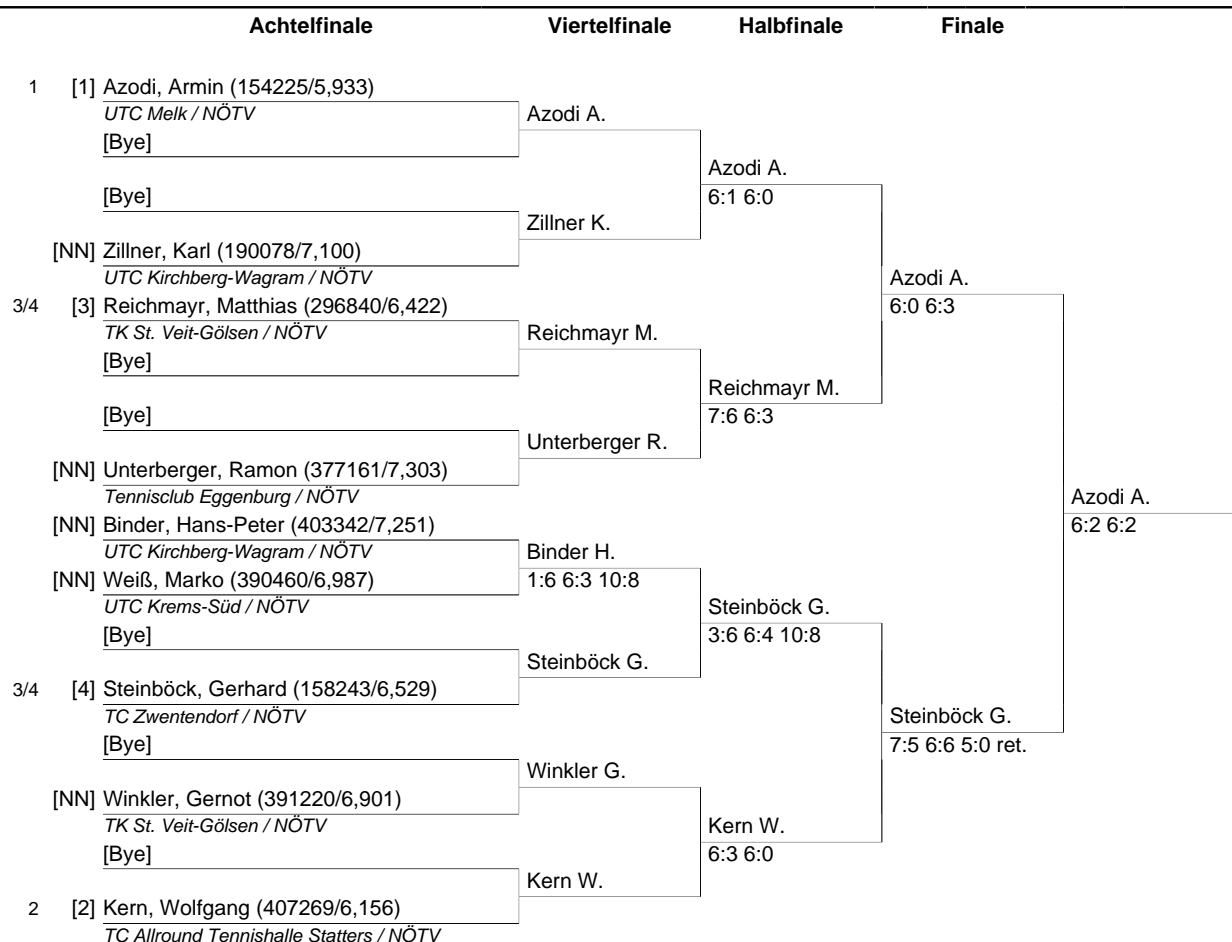 Achtelfinale Viertelfinale Halbfinale Finale
1 [1] Azodi, Armin (154225/5,933)
UTC Melk / NÖTV Azodi A.
[Bye]
Azodi A.
[Bye] 6:1 6:0
Zillner K.
[NN] Zillner, Karl (190078/7,100)
UTC Kirchberg-Wagram / NÖTV Azodi A.
3/4 [3] Reichmayr, Matthias (296840/6,422) 6:0 6:3
TK St. Veit-Gölsen / NÖTV Reichmayr M.
[Bye]
Reichmayr M.
[Bye] 7:6 6:3
Unterberger R.
[NN] Unterberger, Ramon (377161/7,303)
Tennisclub Eggenburg / NÖTV Azodi A.
[NN] Binder, Hans-Peter (403342/7,251) 6:2 6:2
UTC Kirchberg-Wagram / NÖTV Binder H.
[NN] Weiß, Marko (390460/6,987) 1:6 6:3 10:8
UTC Krems-Süd / NÖTV Steinböck G.
[Bye] 3:6 6:4 10:8
Steinböck G.
3/4 [4] Steinböck, Gerhard (158243/6,529)
TC Zwentendorf / NÖTV Steinböck G.
[Bye] 7:5 6:6 5:0 ret.
Winkler G.
[NN] Winkler, Gernot (391220/6,901)
TK St. Veit-Gölsen / NÖTV Kern W.
[Bye] 6:3 6:0
Kern W.
2 [2] Kern, Wolfgang (407269/6,156)
TC Allround Tennishalle Statters / NÖTV